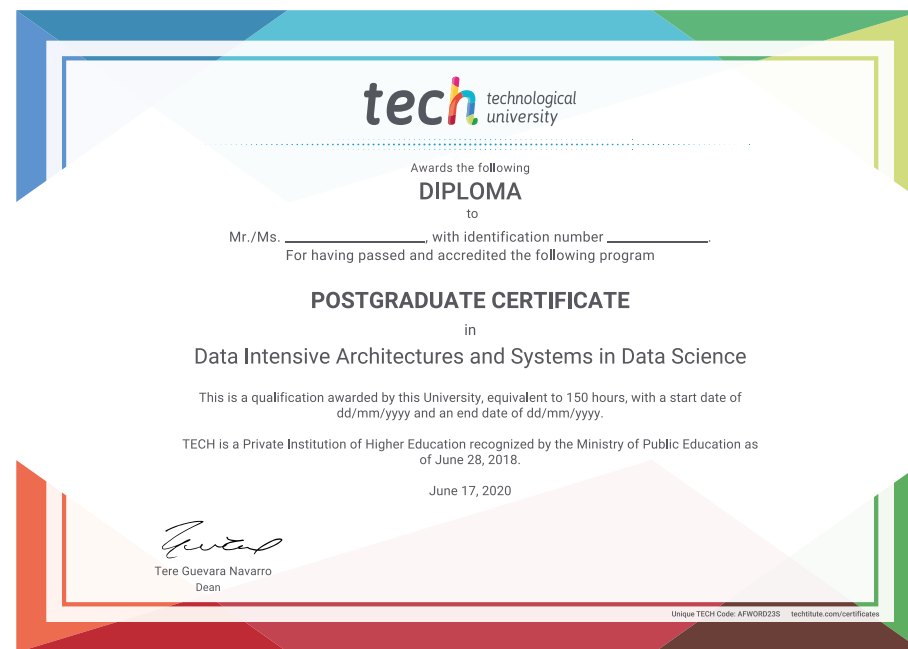 tech technological
university
Awards the following
DIPLOMA
to
Mr./Ms. ____________________, with identification number ______________.
For having passed and accredited the following program
POSTGRADUATE CERTIFICATE
in
Data Intensive Architectures and Systems in Data Science
This is a qualification awarded by this University, equivalent to 150 hours, with a start date of
dd/mm/yyyy and an end date of dd/mm/yyyy.
TECH is a Private Institution of Higher Education recognized by the Ministry of Public Education as
of June 28, 2018.
June 17, 2020
Tere Guevara Navarro
Dean
Unique TECH Code: AFWORD23S techtitute.com/certificates